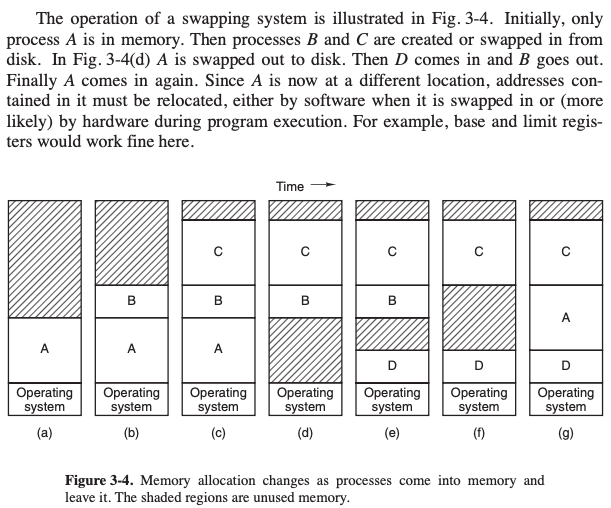 The operation of a swapping system is illustrated in Fig. 3-4. Initially, only
process A is in memory. Then processes B and C are created or swapped in from
disk. In Fig. 3-4(d) A is swapped out to disk. Then D comes in and B goes out.
Finally A comes in again. Since A is now at a different location, addresses con-
tained in it must be relocated, either by software when it is swapped in or (more
likely) by hardware during program execution. For example, base and limit regis-
ters would work fine here.
Time
C C C C C
B B B B
A
A A A
D D D
Operating Operating Operating Operating Operating Operating Operating
system system system system system system system
(a) (b) (c) (d) (e) (f) (g)
Figure 3-4. Memory allocation changes as processes come into memory and
leave it. The shaded regions are unused memory.